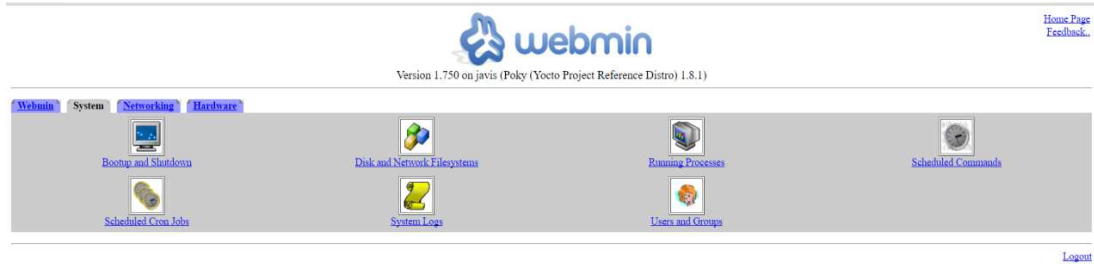 Home Page
Feedback..
webmin
Version 1.750 on javis (Poky (Yocto Project Reference Distro) 1.8.1)
Webmin System Networking Hardware
Bootup and Shutdown Disk and Network Filesystems Running Processes Scheduled Commands
Scheduled Cron Jobs System Logs Users and Groups
Logout